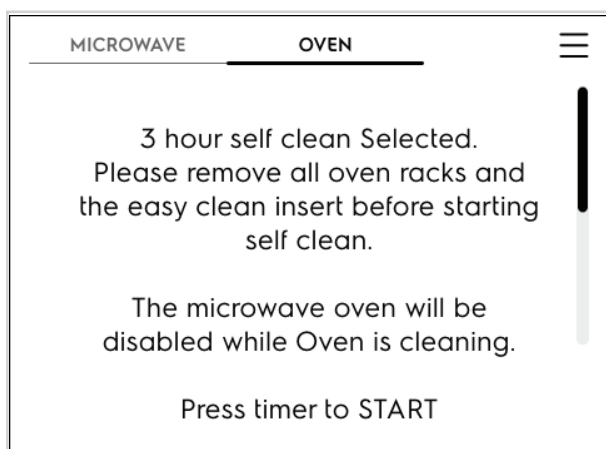 MICROWAVE OVEN
3 hour self clean Selected.
Please remove all oven racks and
the easy clean insert before starting
self clean.
The microwave oven will be
disabled while Oven is cleaning.
Press timer to START